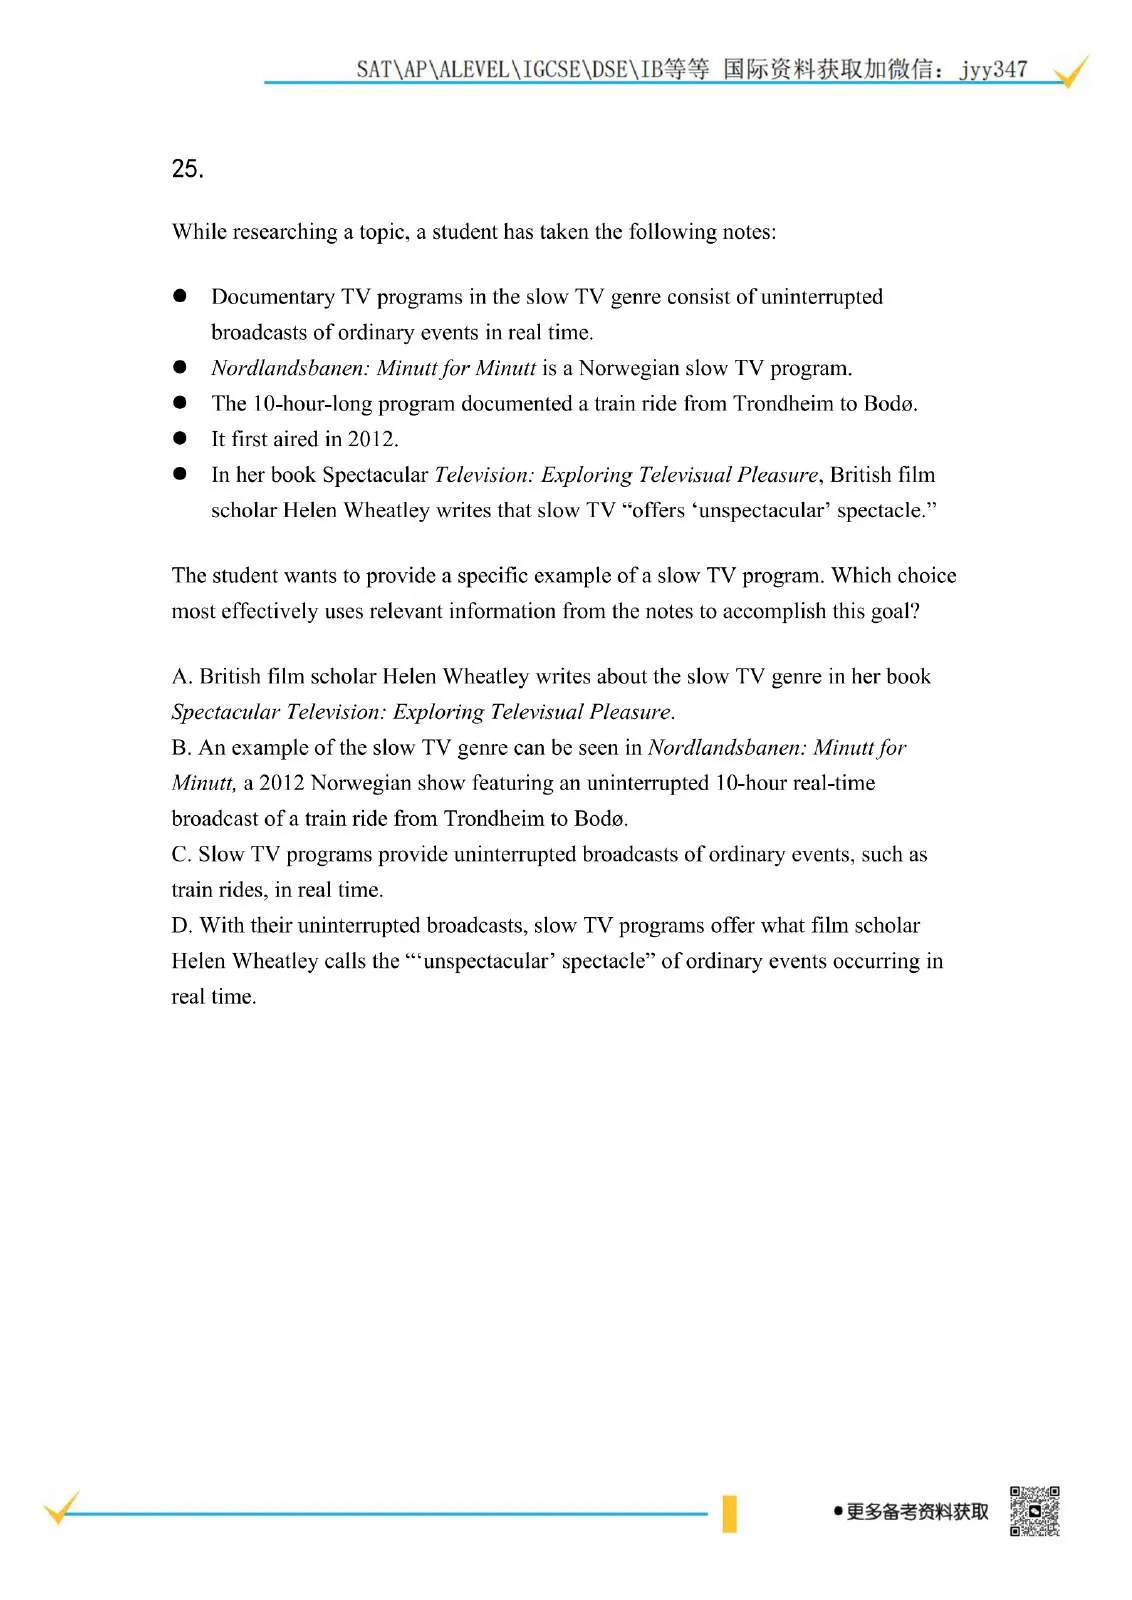 SAT\AP\ALEVEL\IGCSE\DSE\IB等等 国际资料获取加微信：jyy347
25.
While researching a topic, a student has taken the following notes:
● Documentary TV programs in the slow TV genre consist of uninterrupted
broadcasts of ordinary events in real time.
● Nordlandsbanen: Minutt for Minutt is a Norwegian slow TV program.
● The 10-hour-long program documented a train ride from Trondheim to Bodø.
● It first aired in 2012.
● In her book Spectacular Television: Exploring Televisual Pleasure, British film
scholar Helen Wheatley writes that slow TV “offers ‘unspectacular’ spectacle.”
The student wants to provide a specific example of a slow TV program. Which choice
most effectively uses relevant information from the notes to accomplish this goal?
A. British film scholar Helen Wheatley writes about the slow TV genre in her book
Spectacular Television: Exploring Televisual Pleasure.
B. An example of the slow TV genre can be seen in Nordlandsbanen: Minutt for
Minutt, a 2012 Norwegian show featuring an uninterrupted 10-hour real-time
broadcast of a train ride from Trondheim to Bodø.
C. Slow TV programs provide uninterrupted broadcasts of ordinary events, such as
train rides, in real time.
D. With their uninterrupted broadcasts, slow TV programs offer what film scholar
Helen Wheatley calls the “‘unspectacular’ spectacle” of ordinary events occurring in
real time.
●更多备考资料获取